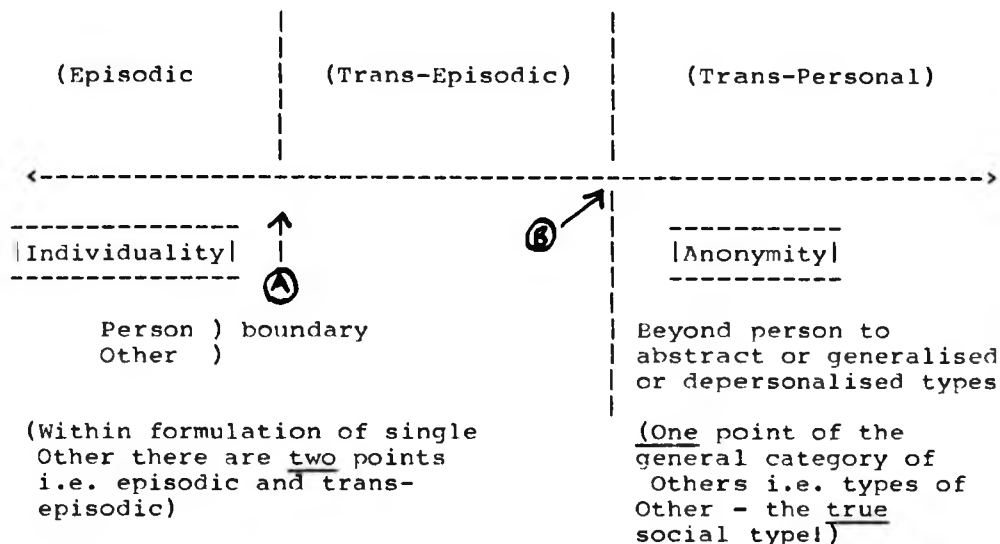 (Episodic (Trans-Episodic) (Trans-Personal)
|Individuality| B |Anonymity|
A
Person ) boundary
Other )
Beyond person to
abstract or generalised
or depersonalised types
(Within formulation of single
Other there are two points
i.e. episodic and trans-
episodic)
(One point of the
general category of
Others i.e. types of
Other - the true
social type!)